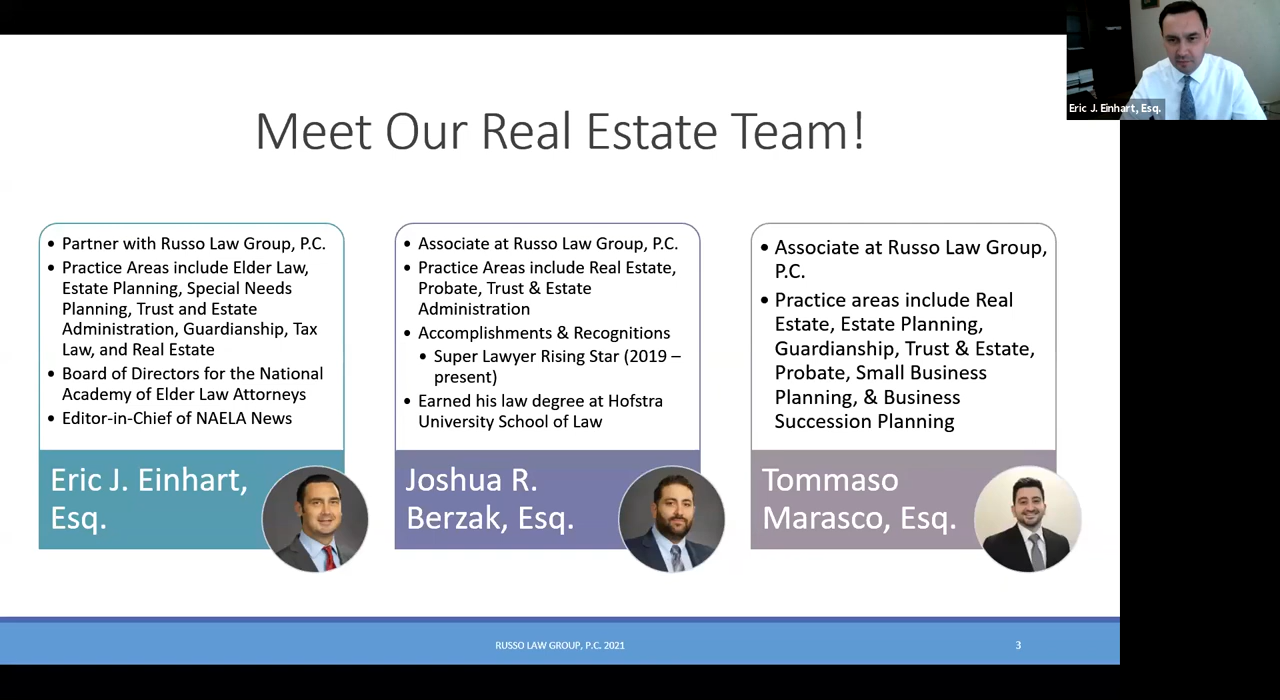 Eric J. Einhart, Esq.
Meet Our Real Estate Team!
• Partner with Russo Law Group, P.C.
• Practice Areas include Elder Law,
Estate Planning, Special Needs
Planning, Trust and Estate
Administration, Guardianship, Tax
Law, and Real Estate
• Board of Directors for the National
Academy of Elder Law Attorneys
• Editor-in-Chief of NAELA News
Eric J. Einhart,
Esq.
• Associate at Russo Law Group, P.C.
• Practice Areas include Real Estate,
Probate, Trust & Estate
Administration
• Accomplishments & Recognitions
• Super Lawyer Rising Star (2019 –
present)
• Earned his law degree at Hofstra
University School of Law
Joshua R.
Berzak, Esq.
• Associate at Russo Law Group,
P.C.
• Practice areas include Real
Estate, Estate Planning,
Guardianship, Trust & Estate,
Probate, Small Business
Planning, & Business
Succession Planning
Tommaso
Marasco, Esq.
RUSSO LAW GROUP, P.C. 2021
3